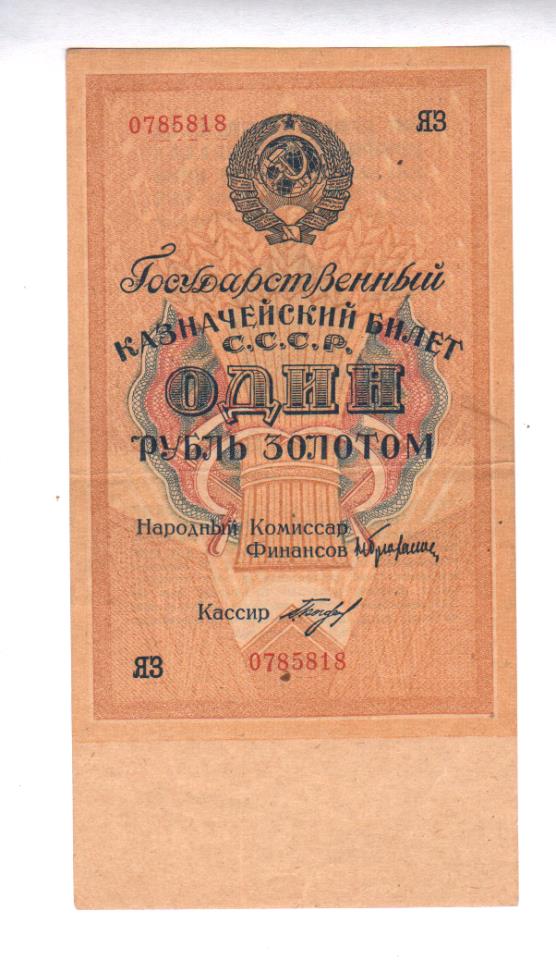 0785818 ЯЗ
Государственный
КАЗНАЧЕЙСКИЙ БИЛЕТ
С.С.С.Р.
ОДИН
РУБЛЬ ЗОЛОТОМ
Народный Комиссар
Финансов
Кассир
ЯЗ 0785818